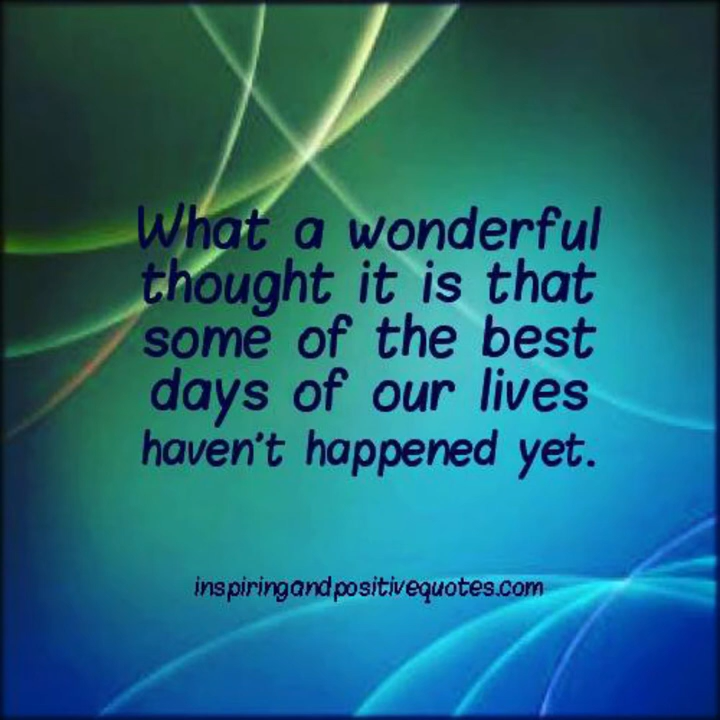 What a wonderful
thought it is that
some of the best
days of our lives
haven't happened yet.
inspiringandpositivequotes.com